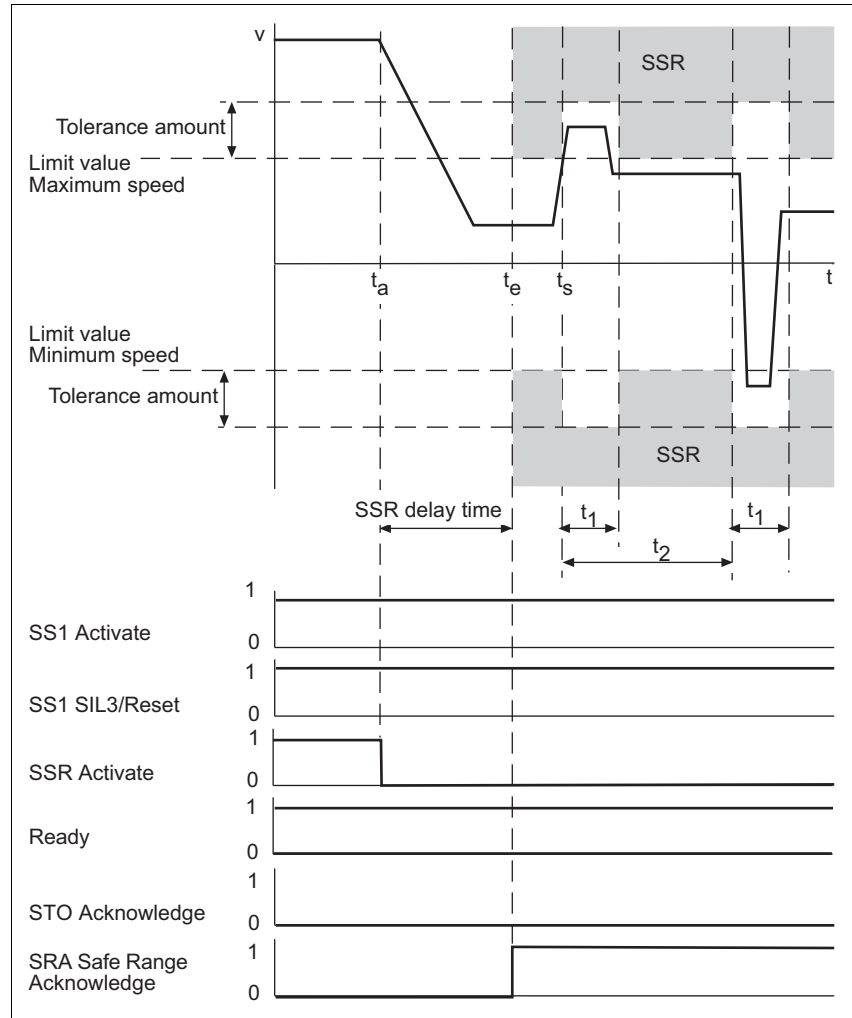 v
SSR
Tolerance amount
Limit value
Maximum speed
t
ta
te
ts
Limit value
Minimum speed
Tolerance amount
SSR
SSR delay time
t1
t1
t2
1
SS1 Activate
0
1
SS1 SIL3/Reset
0
1
SSR Activate
0
1
Ready
0
1
STO Acknowledge
0
SRA Safe Range
Acknowledge
1
0